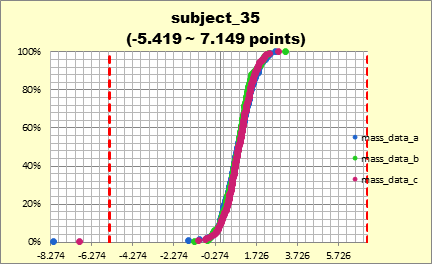 subject_35
(-5.419 ~ 7.149 points)
100%
80%
60%
40%
20%
0%
mass_data_a
mass_data_b
mass_data_c
-8.274 -6.274 -4.274 -2.274 -0.274 1.726 3.726 5.726